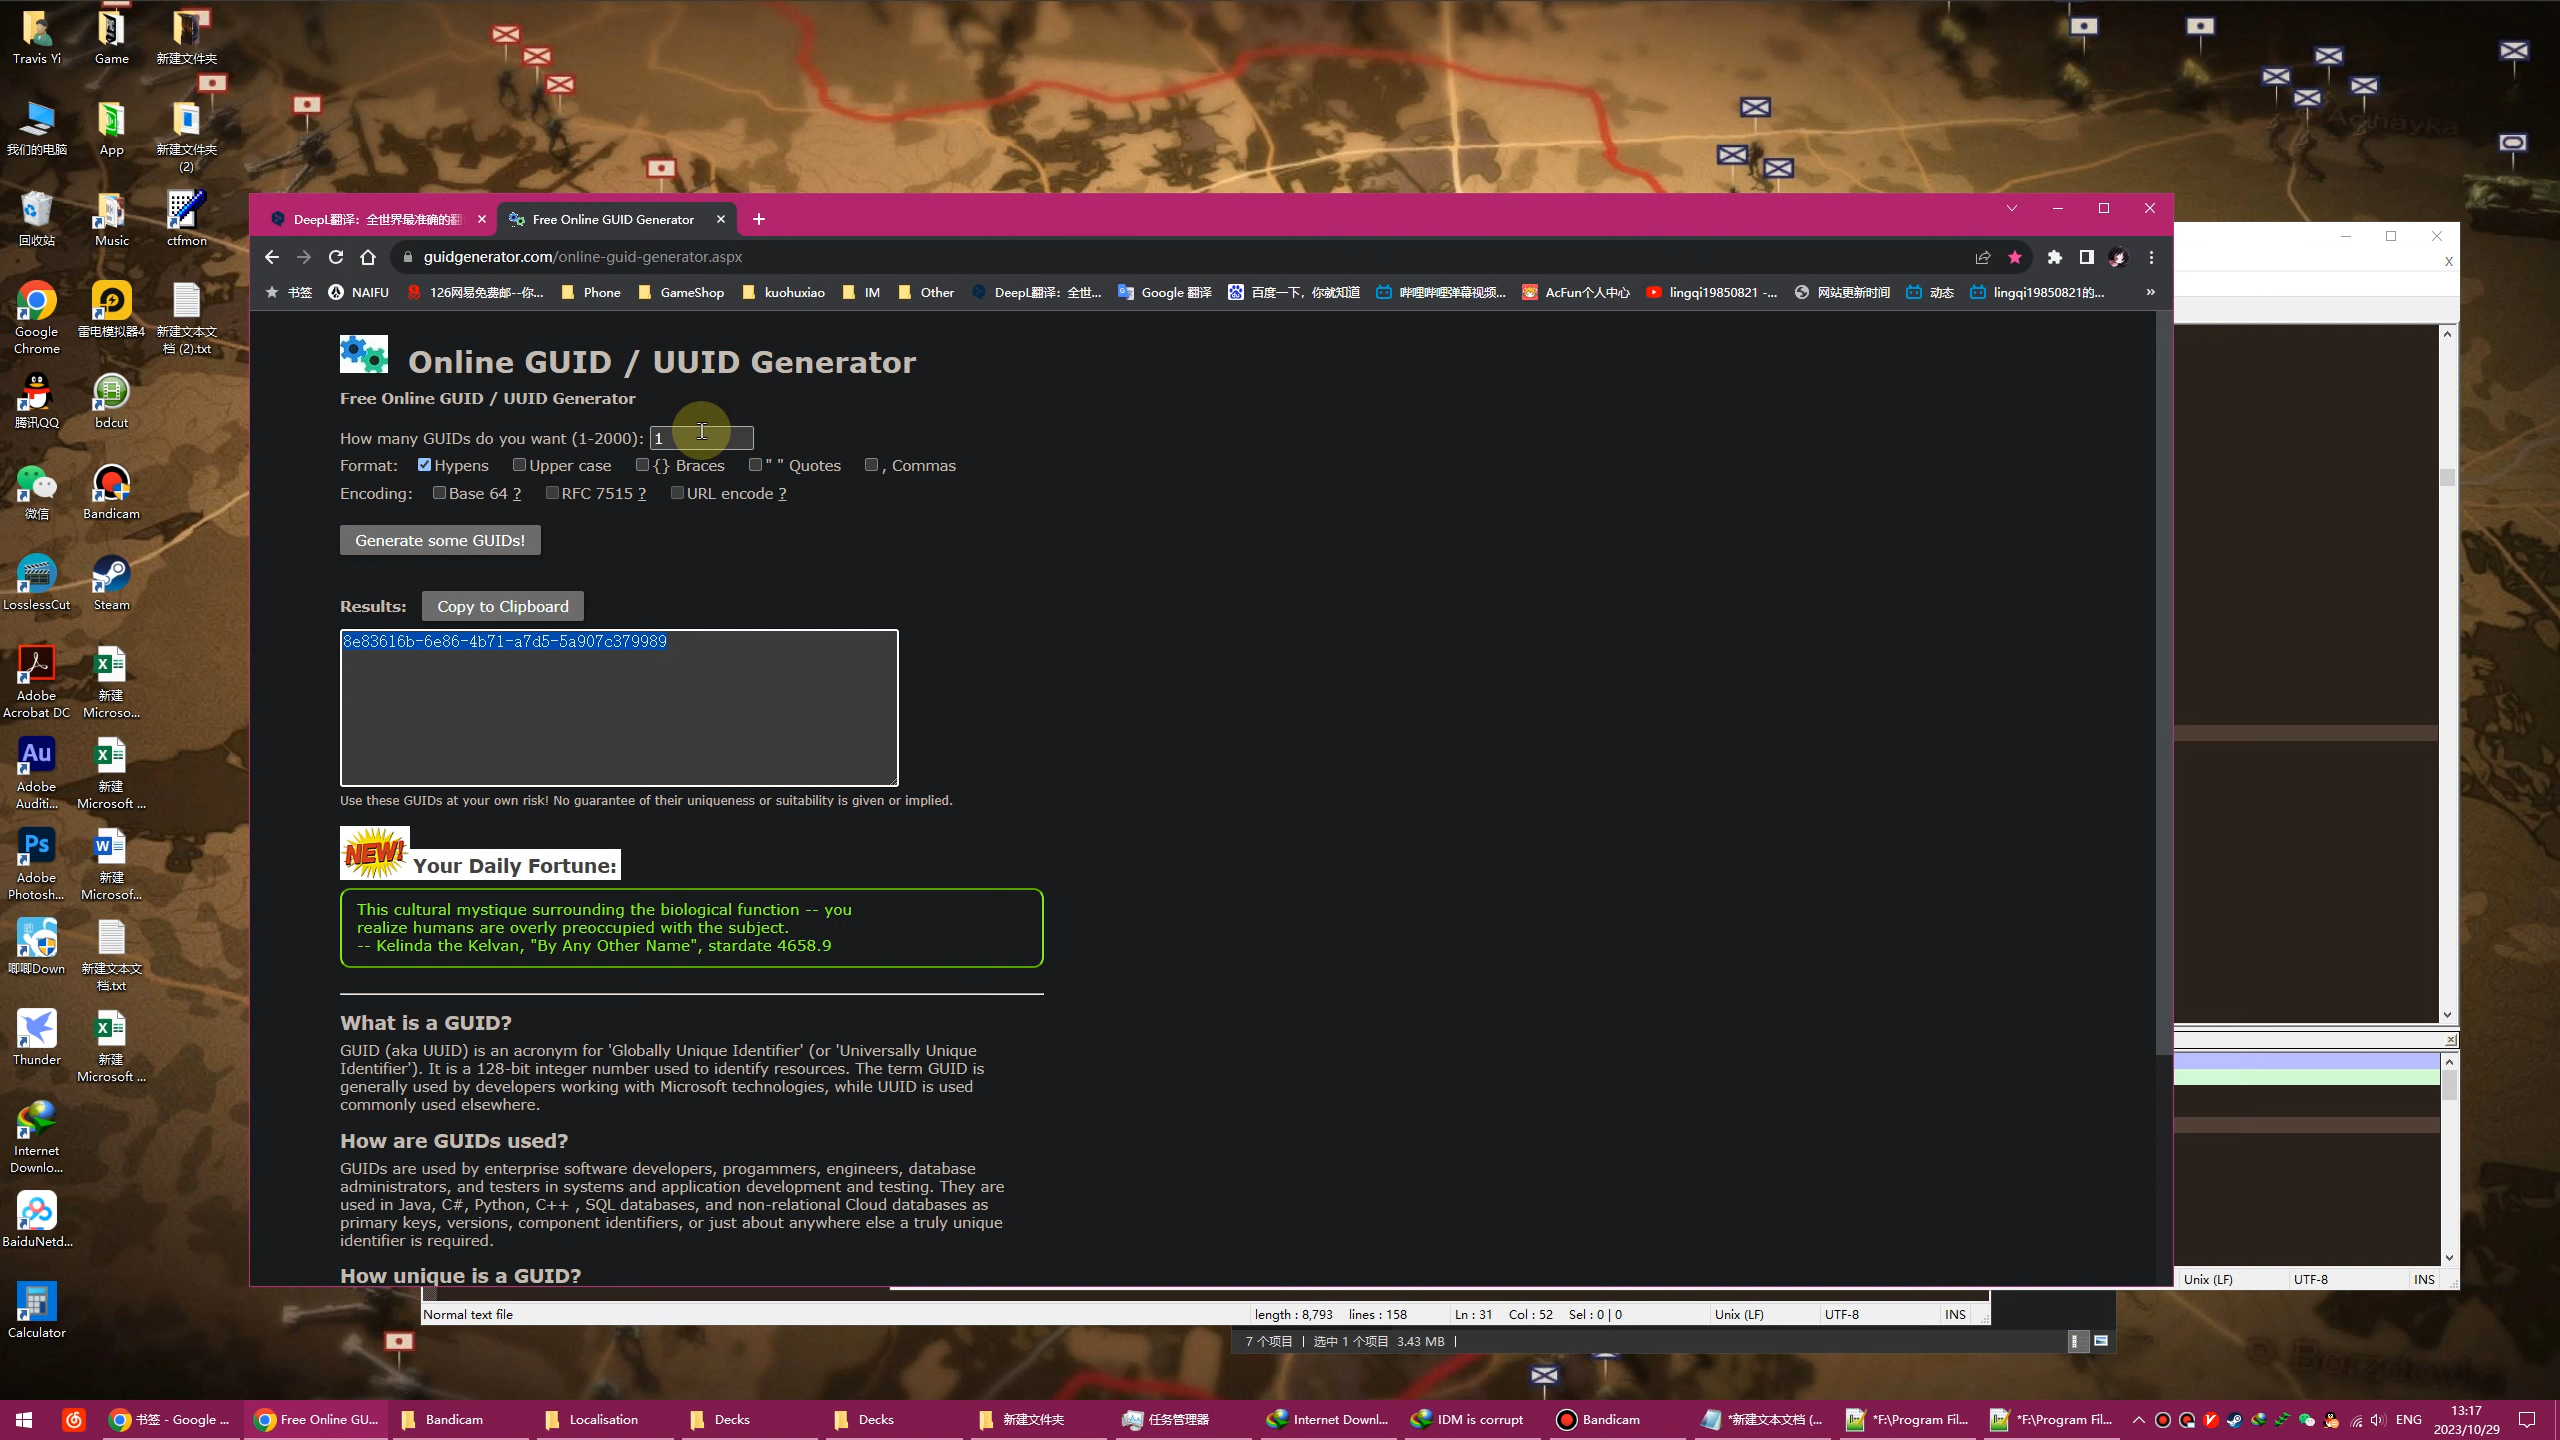 Travis Yi
Game
新建文件夹
我们的电脑
App
新建文件夹
(2)
回收站
Music
ctfmon
Google
Chrome
雷电模拟器4
新建文本文
档 (2).txt
腾讯QQ
bdcut
微信
Bandicam
LosslessCut
Steam
Adobe
Acrobat DC
新建
Microso...
Adobe
Auditi...
新建
Microsoft ...
Adobe
Photosh...
新建
Microsof...
唧唧Down
新建文本文
档.txt
Thunder
新建
Microsoft ...
Internet
Downlo...
BaiduNetd...
Calculator
DeepL翻译：全世界最准确的翻
Free Online GUID Generator
guidgenerator.com/online-guid-generator.aspx
书签
NAIFU
126网易免费邮--你...
Phone
GameShop
kuohuxiao
IM
Other
DeepL翻译：全世...
Google 翻译
百度一下，你就知道
哔哩哔哩弹幕视频...
AcFun个人中心
lingqi19850821 -...
网站更新时间
动态
lingqi19850821的...
»
Online GUID / UUID Generator
Free Online GUID / UUID Generator
How many GUIDs do you want (1-2000): 1
Format: Hypens Upper case {} Braces " " Quotes , Commas
Encoding: Base 64 ? RFC 7515 ? URL encode ?
Generate some GUIDs!
Results: Copy to Clipboard
8e83616b-6e86-4b71-a7d5-5a907c379989
Use these GUIDs at your own risk! No guarantee of their uniqueness or suitability is given or implied.
NEW! Your Daily Fortune:
This cultural mystique surrounding the biological function -- you
realize humans are overly preoccupied with the subject.
-- Kelinda the Kelvan, "By Any Other Name", stardate 4658.9
What is a GUID?
GUID (aka UUID) is an acronym for 'Globally Unique Identifier' (or 'Universally Unique
Identifier'). It is a 128-bit integer number used to identify resources. The term GUID is
generally used by developers working with Microsoft technologies, while UUID is used
commonly used elsewhere.
How are GUIDs used?
GUIDs are used by enterprise software developers, progammers, engineers, database
administrators, and testers in systems and application development and testing. They are
used in Java, C#, Python, C++ , SQL databases, and non-relational Cloud databases as
primary keys, versions, component identifiers, or just about anywhere else a truly unique
identifier is required.
How unique is a GUID?
X
Unix (LF) UTF-8 INS
Normal text file length : 8,793 lines : 158 Ln : 31 Col : 52 Sel : 0 | 0 Unix (LF) UTF-8 INS
7 个项目 | 选中 1 个项目 3.43 MB |
书签 - Google ...
Free Online GU...
Bandicam
Localisation
Decks
Decks
新建文件夹
任务管理器
Internet Downl...
IDM is corrupt
Bandicam
*新建文本文档 (...
*F:\Program Fil...
*F:\Program Fil...
ENG
13:17
2023/10/29